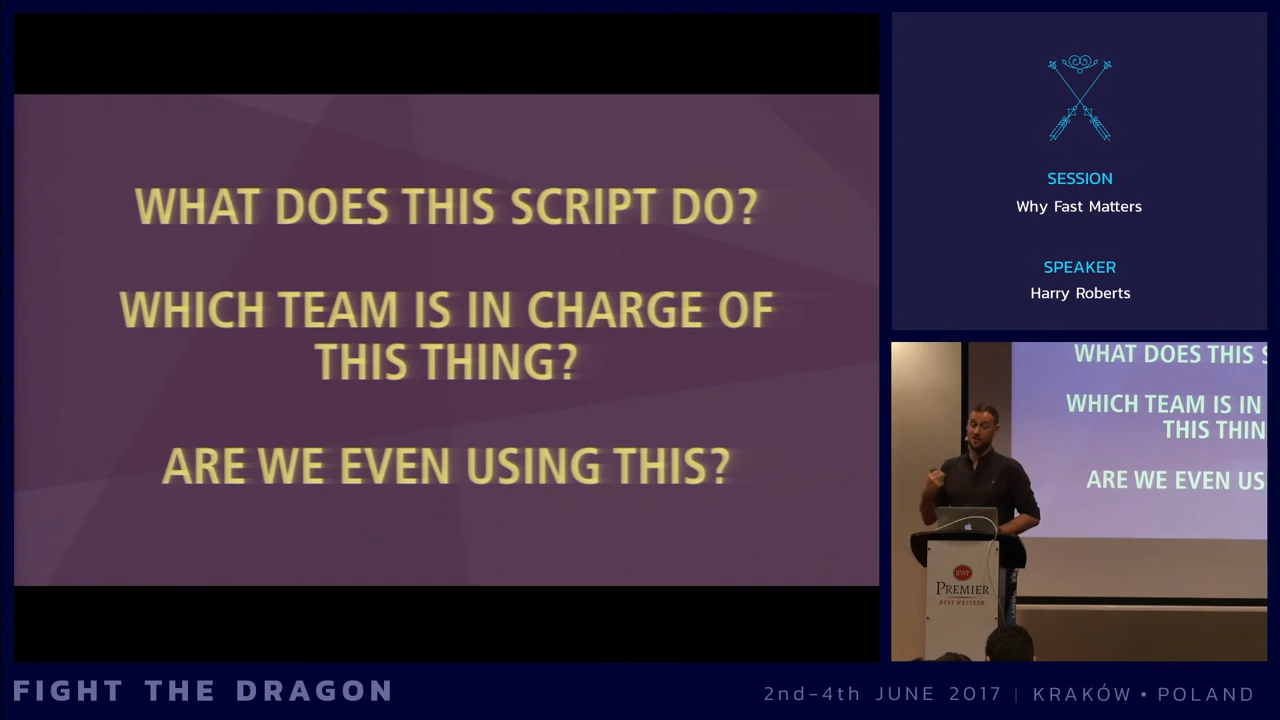 WHAT DOES THIS SCRIPT DO?
WHICH TEAM IS IN CHARGE OF
THIS THING?
ARE WE EVEN USING THIS?
SESSION
Why Fast Matters
SPEAKER
Harry Roberts
WHAT DOES THIS S
WHICH TEAM IS IN
THIS THIN
ARE WE EVEN US
BWP
PREMIER
BEST WESTERN
FIGHT THE DRAGON
2nd-4th JUNE 2017 | KRAKÓW • POLAND